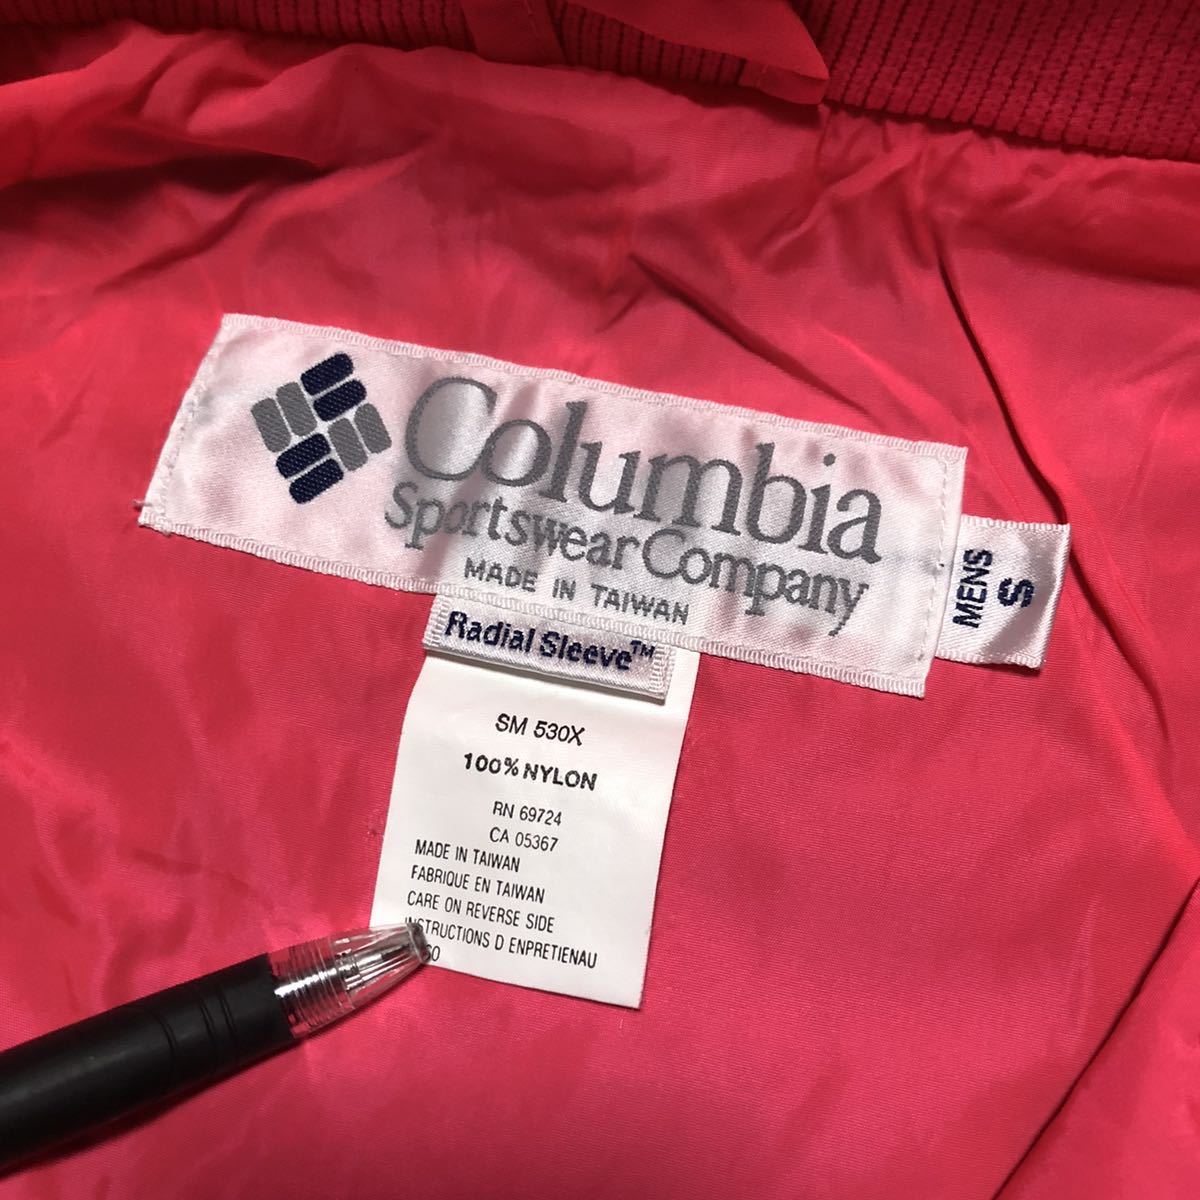 Columbia
Sportswear Company
MADE IN TAIWAN
MENS
S
Radial Sleeve™
SM 530X
100% NYLON
RN 69724
CA 05367
MADE IN TAIWAN
FABRIQUE EN TAIWAN
CARE ON REVERSE SIDE
INSTRUCTIONS D ENPRETIENAU